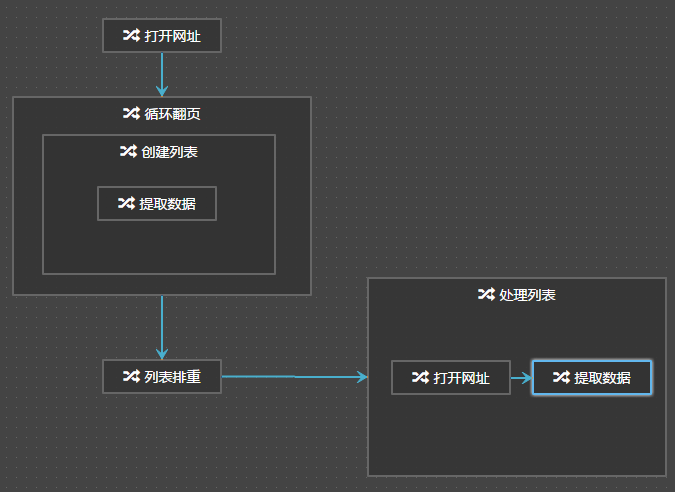 打开网址
循环翻页
创建列表
提取数据
处理列表
列表排重
打开网址
提取数据